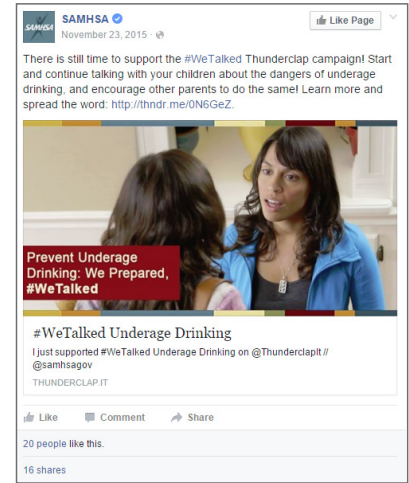 SAMHSA
SAMHSA
Like Page
November 23, 2015 ·
There is still time to support the #WeTalked Thunderclap campaign! Start
and continue talking with your children about the dangers of underage
drinking, and encourage other parents to do the same! Learn more and
spread the word: http://thndr.me/0N6GeZ.
Prevent Underage
Drinking: We Prepared,
#WeTalked
#WeTalked Underage Drinking
I just supported #WeTalked Underage Drinking on @ThunderclapIt //
@samhsagov
THUNDERCLAP.IT
Like Comment Share
20 people like this.
16 shares